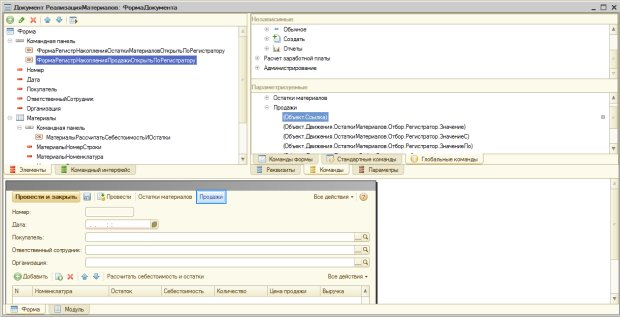 Документ РеализацияМатериалов: ФормаДокумента
Форма
Командная панель
ФормаРегистрНакопленияОстаткиМатериаловОткрытьПоРегистратору
ФормаРегистрНакопленияПродажиОткрытьПоРегистратору
Номер
Дата
Покупатель
ОтветственныйСотрудник
Организация
Материалы
Командная панель
МатериалыРассчитатьСебестоимостьИОстатки
МатериалыНомерСтроки
МатериалыНоменклатура
Элементы
Командный интерфейс
Независимые
Обычное
Создать
Отчеты
Расчет заработной платы
Администрирование
Параметризуемые
Остатки материалов
Продажи
(Объект.Ссылка)
(Объект.Движения.ОстаткиМатериалов.Отбор.Регистратор.Значение)
(Объект.Движения.ОстаткиМатериалов.Отбор.Регистратор.ЗначениеС)
(Объект.Движения.ОстаткиМатериалов.Отбор.Регистратор.ЗначениеПо)
Команды формы
Стандартные команды
Глобальные команды
Реквизиты
Команды
Параметры
Провести и закрыть
Провести
Остатки материалов
Продажи
Все действия
Номер:
Дата:
Покупатель:
Ответственный сотрудник:
Организация:
Добавить
Рассчитать себестоимость и остатки
Все действия
N Номенклатура Остаток Себестоимость Количество Цена продажи Выручка
Форма
Модуль